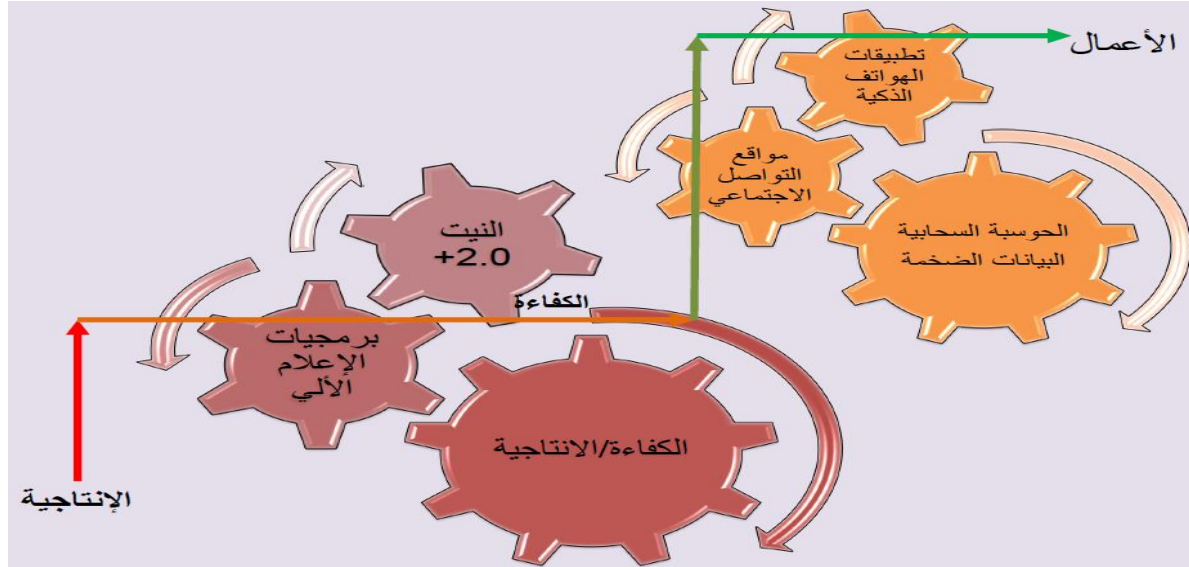 الأعمال
تطبيقات
الهواتف
الذكية
مواقع
التواصل
الاجتماعي
الحوسبة السحابية
البيانات الضخمة
النيت
+2.0
الكفاءة
برمجيات
الإعلام
الألي
الكفاءة/الانتاجية
الإنتاجية